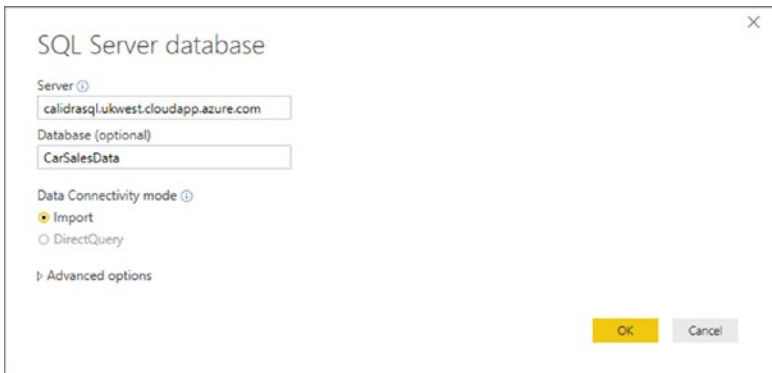 SQL Server database
Server
calidrasql.ukwest.cloudapp.azure.com
Database (optional)
CarSalesData
Data Connectivity mode
Import
DirectQuery
Advanced options
OK Cancel